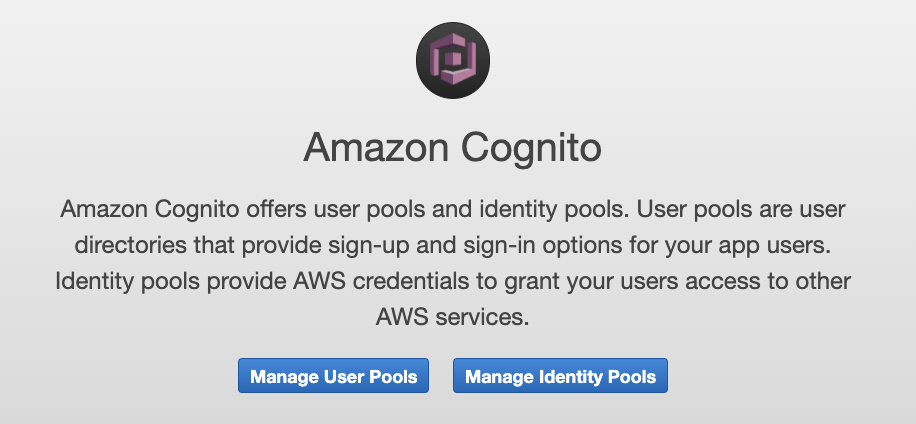 Amazon Cognito
Amazon Cognito offers user pools and identity pools. User pools are user
directories that provide sign-up and sign-in options for your app users.
Identity pools provide AWS credentials to grant your users access to other
AWS services.
Manage User Pools
Manage Identity Pools